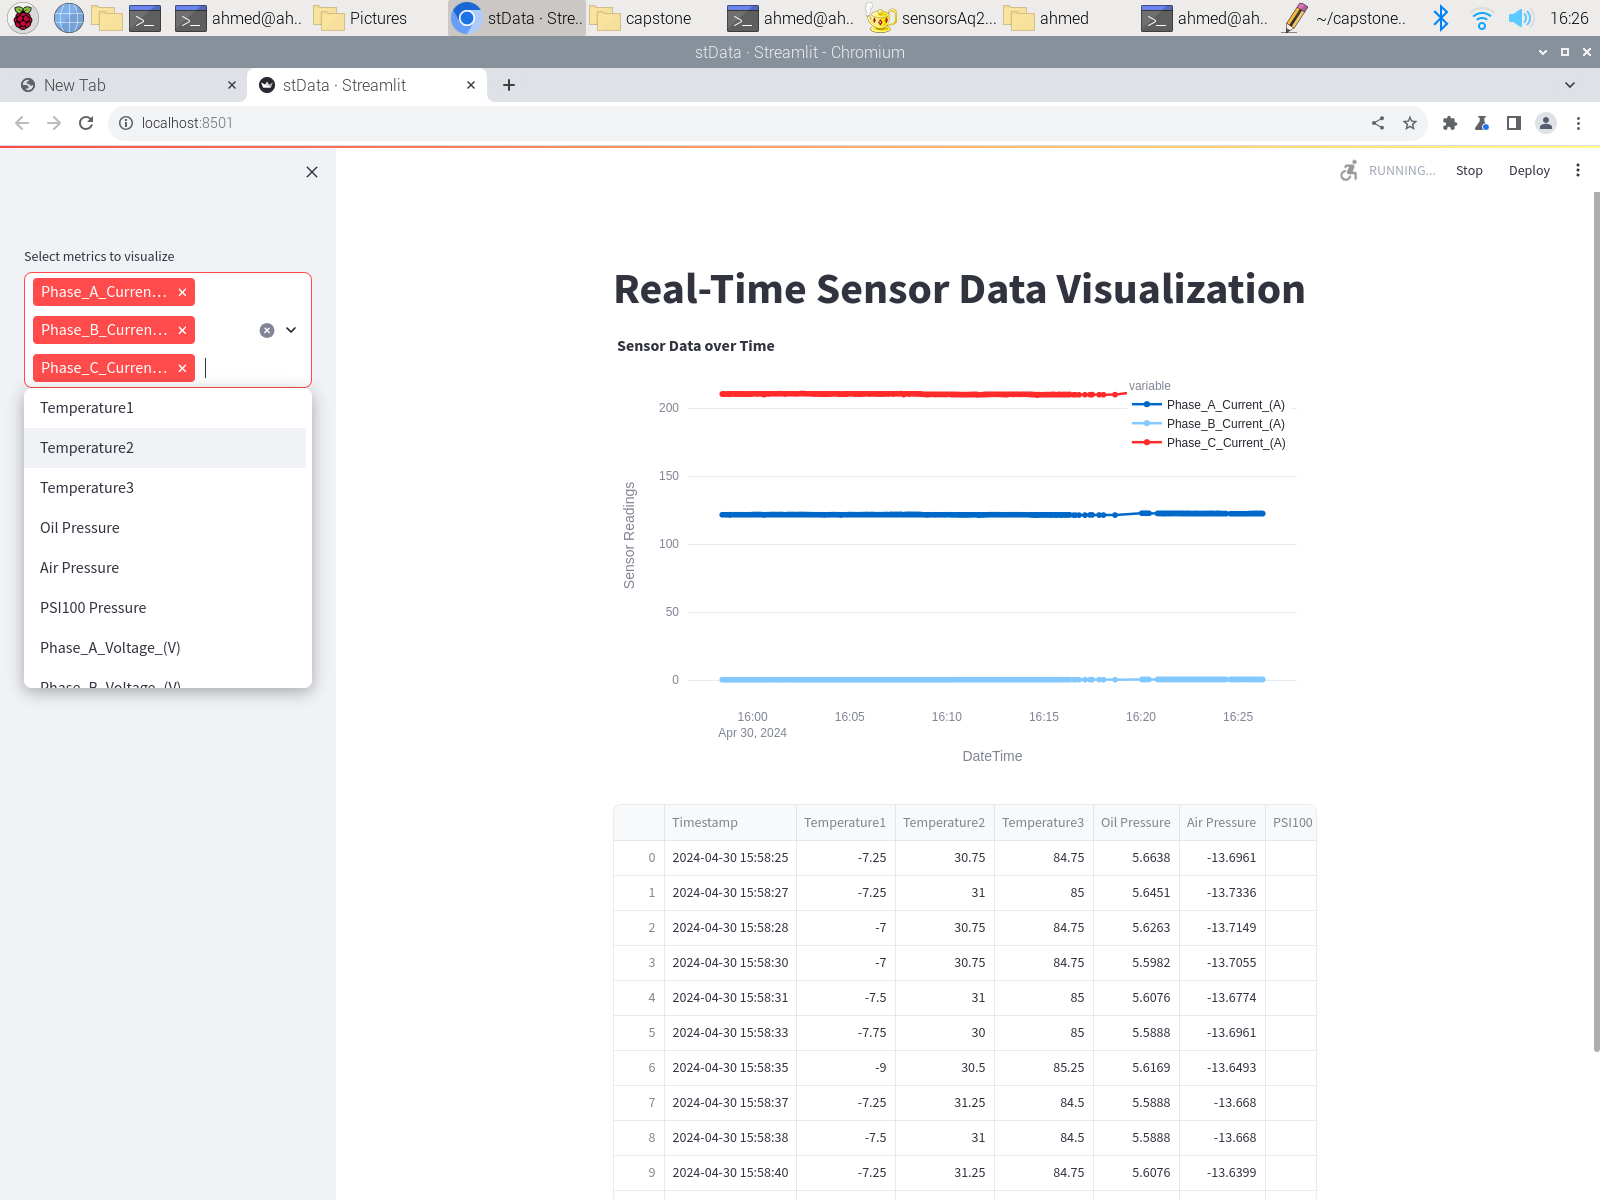 ahmed@ah.. Pictures stData · Stre.. capstone ahmed@ah.. sensorsAq2... ahmed ahmed@ah.. ~/capstone.. 16:26
stData · Streamlit - Chromium
New Tab stData · Streamlit
localhost:8501
RUNNING... Stop Deploy
Select metrics to visualize
Phase_A_Curren...
Phase_B_Curren...
Phase_C_Curren...
Temperature1
Temperature2
Temperature3
Oil Pressure
Air Pressure
PSI100 Pressure
Phase_A_Voltage_(V)
Phase_B_Voltage_(V)
Real-Time Sensor Data Visualization
Sensor Data over Time
variable
Phase_A_Current_(A)
Phase_B_Current_(A)
Phase_C_Current_(A)
Sensor Readings
200
150
100
50
0
16:00 16:05 16:10 16:15 16:20 16:25
Apr 30, 2024
DateTime
Timestamp Temperature1 Temperature2 Temperature3 Oil Pressure Air Pressure PSI100
0 2024-04-30 15:58:25 -7.25 30.75 84.75 5.6638 -13.6961
1 2024-04-30 15:58:27 -7.25 31 85 5.6451 -13.7336
2 2024-04-30 15:58:28 -7 30.75 84.75 5.6263 -13.7149
3 2024-04-30 15:58:30 -7 30.75 84.75 5.5982 -13.7055
4 2024-04-30 15:58:31 -7.5 31 85 5.6076 -13.6774
5 2024-04-30 15:58:33 -7.75 30 85 5.5888 -13.6961
6 2024-04-30 15:58:35 -9 30.5 85.25 5.6169 -13.6493
7 2024-04-30 15:58:37 -7.25 31.25 84.5 5.5888 -13.668
8 2024-04-30 15:58:38 -7.5 31 84.5 5.5888 -13.668
9 2024-04-30 15:58:40 -7.25 31.25 84.75 5.6076 -13.6399